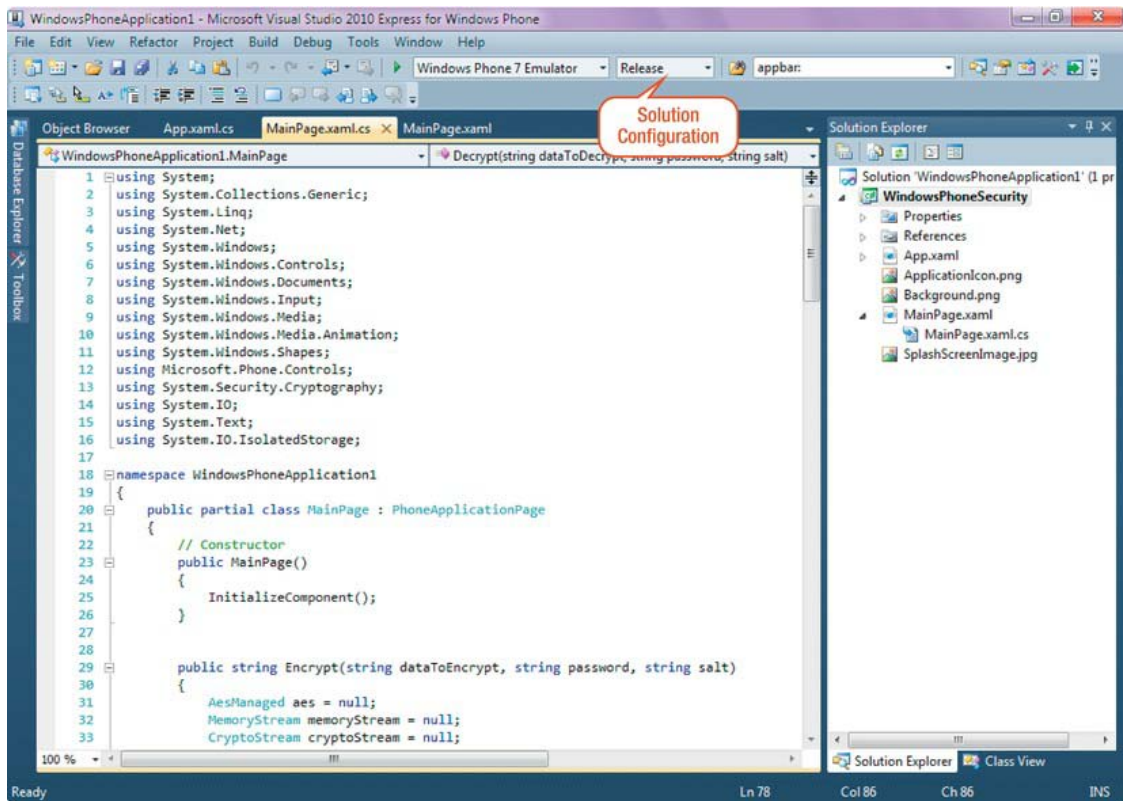 WindowsPhoneApplication1 - Microsoft Visual Studio 2010 Express for Windows Phone
File Edit View Refactor Project Build Debug Tools Window Help
Windows Phone 7 Emulator Release appbar:
Solution
Configuration
Object Browser App.xaml.cs MainPage.xaml.cs MainPage.xaml
WindowsPhoneApplication1.MainPage Decrypt(string dataToDecrypt, string password, string salt)
Database Explorer
Toolbox
1 using System;
2 using System.Collections.Generic;
3 using System.Linq;
4 using System.Net;
5 using System.Windows;
6 using System.Windows.Controls;
7 using System.Windows.Documents;
8 using System.Windows.Input;
9 using System.Windows.Media;
10 using System.Windows.Media.Animation;
11 using System.Windows.Shapes;
12 using Microsoft.Phone.Controls;
13 using System.Security.Cryptography;
14 using System.IO;
15 using System.Text;
16 using System.IO.IsolatedStorage;
17
18 namespace WindowsPhoneApplication1
19 {
20 public partial class MainPage : PhoneApplicationPage
21 {
22 // Constructor
23 public MainPage()
24 {
25 InitializeComponent();
26 }
27
28
29 public string Encrypt(string dataToEncrypt, string password, string salt)
30 {
31 AesManaged aes = null;
32 MemoryStream memoryStream = null;
33 CryptoStream cryptoStream = null;
100 %
Solution Explorer
Solution 'WindowsPhoneApplication1' (1 pr
WindowsPhoneSecurity
Properties
References
App.xaml
ApplicationIcon.png
Background.png
MainPage.xaml
MainPage.xaml.cs
SplashScreenImage.jpg
Solution Explorer Class View
Ready Ln 78 Col 86 Ch 86 INS